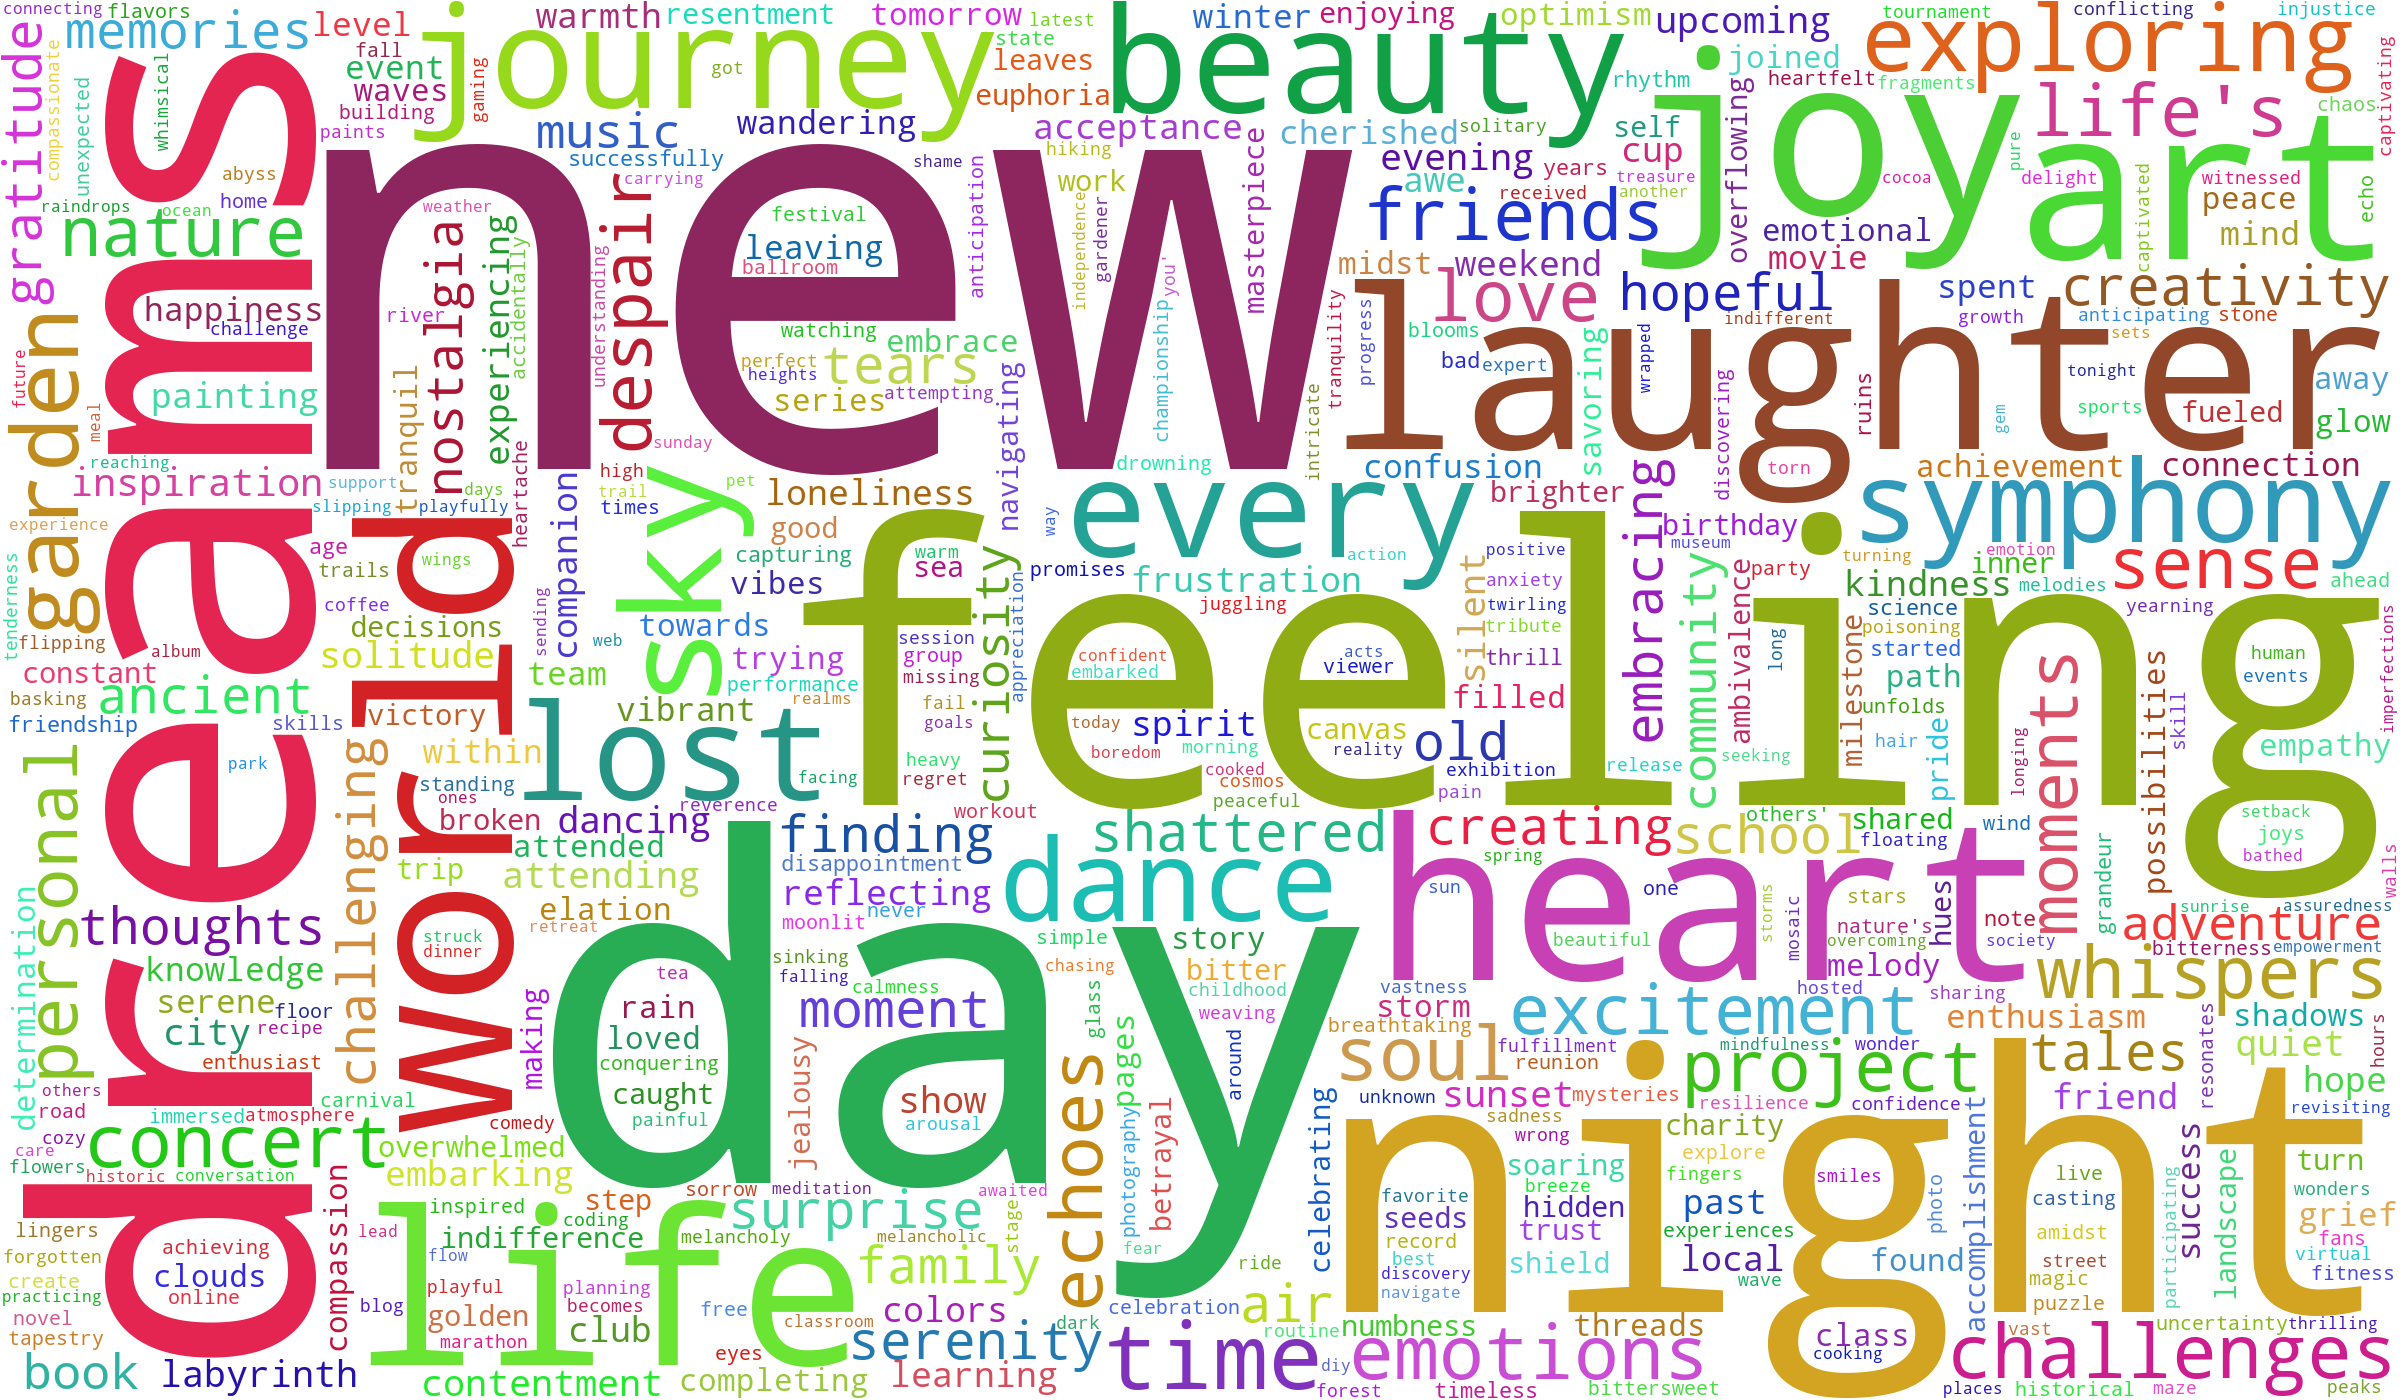 connecting
flavors
memories
level
fall
event
waves
building
paints
journey
gaming
got
warmth
resentment
tomorrow
latest
state
leaves
euphoria
beauty
winter
enjoying
optimism
upcoming
tournament
conflicting
injustice
exploring
joined
heartfelt
fragments
rhythm
joy
life's
chaos
captivating
gratitude
compassionate
unexpected
whimsical
abyss
raindrops
ocean
home
nature
dreams
new
music
successfully
carrying
wandering
shame
acceptance
hiking
work
cherished
solitary
evening
years
awe
received
self
cup
treasure
another
overflowing
cocoa
pure
delight
captivated
witnessed
peace
mind
echo
art
friends
emotional
movie
midst
weekend
love
hopeful
indifferent
spent
growth
creativity
anticipating
stone
sets
happiness
challenge
river
weather
nostalgia
experiencing
accidentally
understanding
despair
festival
leaving
ballroom
watching
embrace
perfect
tears
heights
series
attempting
anticipation
independence
gardener
you'
championship
masterpiece
tranquility
progress
intricate
blooms
bad
expert
savoring
wrapped
discovering
laughter
ruins
tonight
sports
gem
away
fueled
glow
torn
garden
future
meal
painting
tranquil
reaching
inspiration
experience
support
slipping
days
playfully
heartache
wings
age
trails
coffee
world
sunday
high
trail
times
pet
sky
loneliness
good
capturing
vibes
warm
sea
navigating
drowning
every
way
action
promises
frustration
juggling
confusion
brighter
positive
anxiety
twirling
tribute
thrill
silent
embracing
birthday
museum
party
achievement
connection
symphony
turning
inner
emotion
kindness
melodies
sense
ahead
yearning
science
poisoning
started
path
unfolds
hair
milestone
long
ambivalence
community
seeking
pride
longing
moments
human
events
imperfections
skill
empathy
possibilities
setback
joys
bathed
walls
feeling
tenderness
flipping
album
constant
basking
ancient
friendship
skills
decisions
solitude
victory
within
standing
ones
broken
companion
sending
web
towards
team
trying
performance
realms
session
group
missing
fail
goals
heavy
regret
curiosity
appreciation
confident
embarked
acts
viewer
today
spirit
boredom
morning
canvas
reality
cooked
cosmos
peaceful
filled
old
exhibition
pain
release
vibrant
lost
facing
reverence
workout
personal
park
challenging
dancing
attended
trip
attending
elation
retreat
finding
disappointment
reflecting
moonlit
never
shattered
dance
simple
story
chasing
bitter
childhood
weaving
creating
spring
heart
sun
one
beautiful
school
others'
shared
floating
wind
stars
storms
mosaic
nature's
overcoming
hues
note
society
melody
hosted
sharing
grandeur
sunrise
assuredness
adventure
bitterness
empowerment
whispers
determination
thoughts
knowledge
serene
floor
city
recipe
enthusiast
struck
dinner
making
day
tea
rain
loved
conquering
caught
painful
sinking
falling
calmness
moment
jealousy
show
arousal
glass
pages
echoes
around
vastness
storm
breathtaking
excitement
fulfillment
reunion
mindfulness
wonder
enthusiasm
shadows
resonates
quiet
hours
soul
unknown
sunset
mysteries
project
resilience
confidence
tales
friend
hope
revisiting
others
road
immersed
atmosphere
carnival
cozy
care
flowers
concert
historic
conversation
overwhelmed
comedy
embarking
compassion
inspired
step
sorrow
meditation
coding
indifference
melancholy
surprise
melancholic
awaited
stage
photography
betrayal
fear
celebrating
sadness
wrong
charity
explore
soaring
breeze
fingers
smiles
favorite
seeds
record
best
discovery
navigate
hidden
trust
past
experiences
shield
local
wave
night
found
photo
accomplishment
live
casting
amidst
street
magic
puzzle
participating
success
landscape
turn
wonders
grief
fans
virtual
fitness
lingers
forgotten
achieving
clouds
create
practicing
online
novel
tapestry
lead
flow
life
blog
playful
golden
marathon
planning
becomes
club
free
family
colors
classroom
ride
celebration
air
dark
routine
numbness
threads
class
cooking
vast
uncertainty
thrilling
book
labyrinth
contentment
eyes
completing
serenity
learning
time
diy
emotions
forest
timeless
bittersweet
challenges
places
historical
maze
peaks